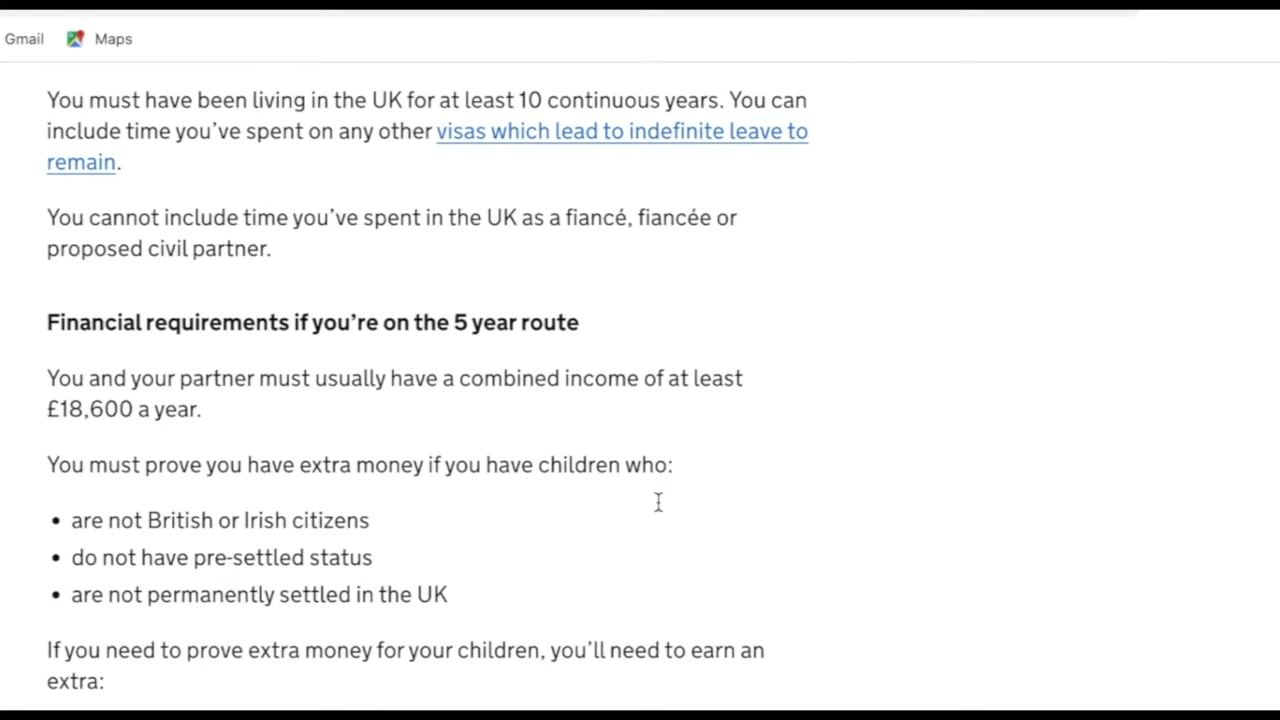 Gmail Maps
You must have been living in the UK for at least 10 continuous years. You can
include time you’ve spent on any other visas which lead to indefinite leave to
remain.
You cannot include time you’ve spent in the UK as a fiancé, fiancée or
proposed civil partner.
Financial requirements if you’re on the 5 year route
You and your partner must usually have a combined income of at least
£18,600 a year.
You must prove you have extra money if you have children who:
• are not British or Irish citizens
• do not have pre-settled status
• are not permanently settled in the UK
If you need to prove extra money for your children, you’ll need to earn an
extra: